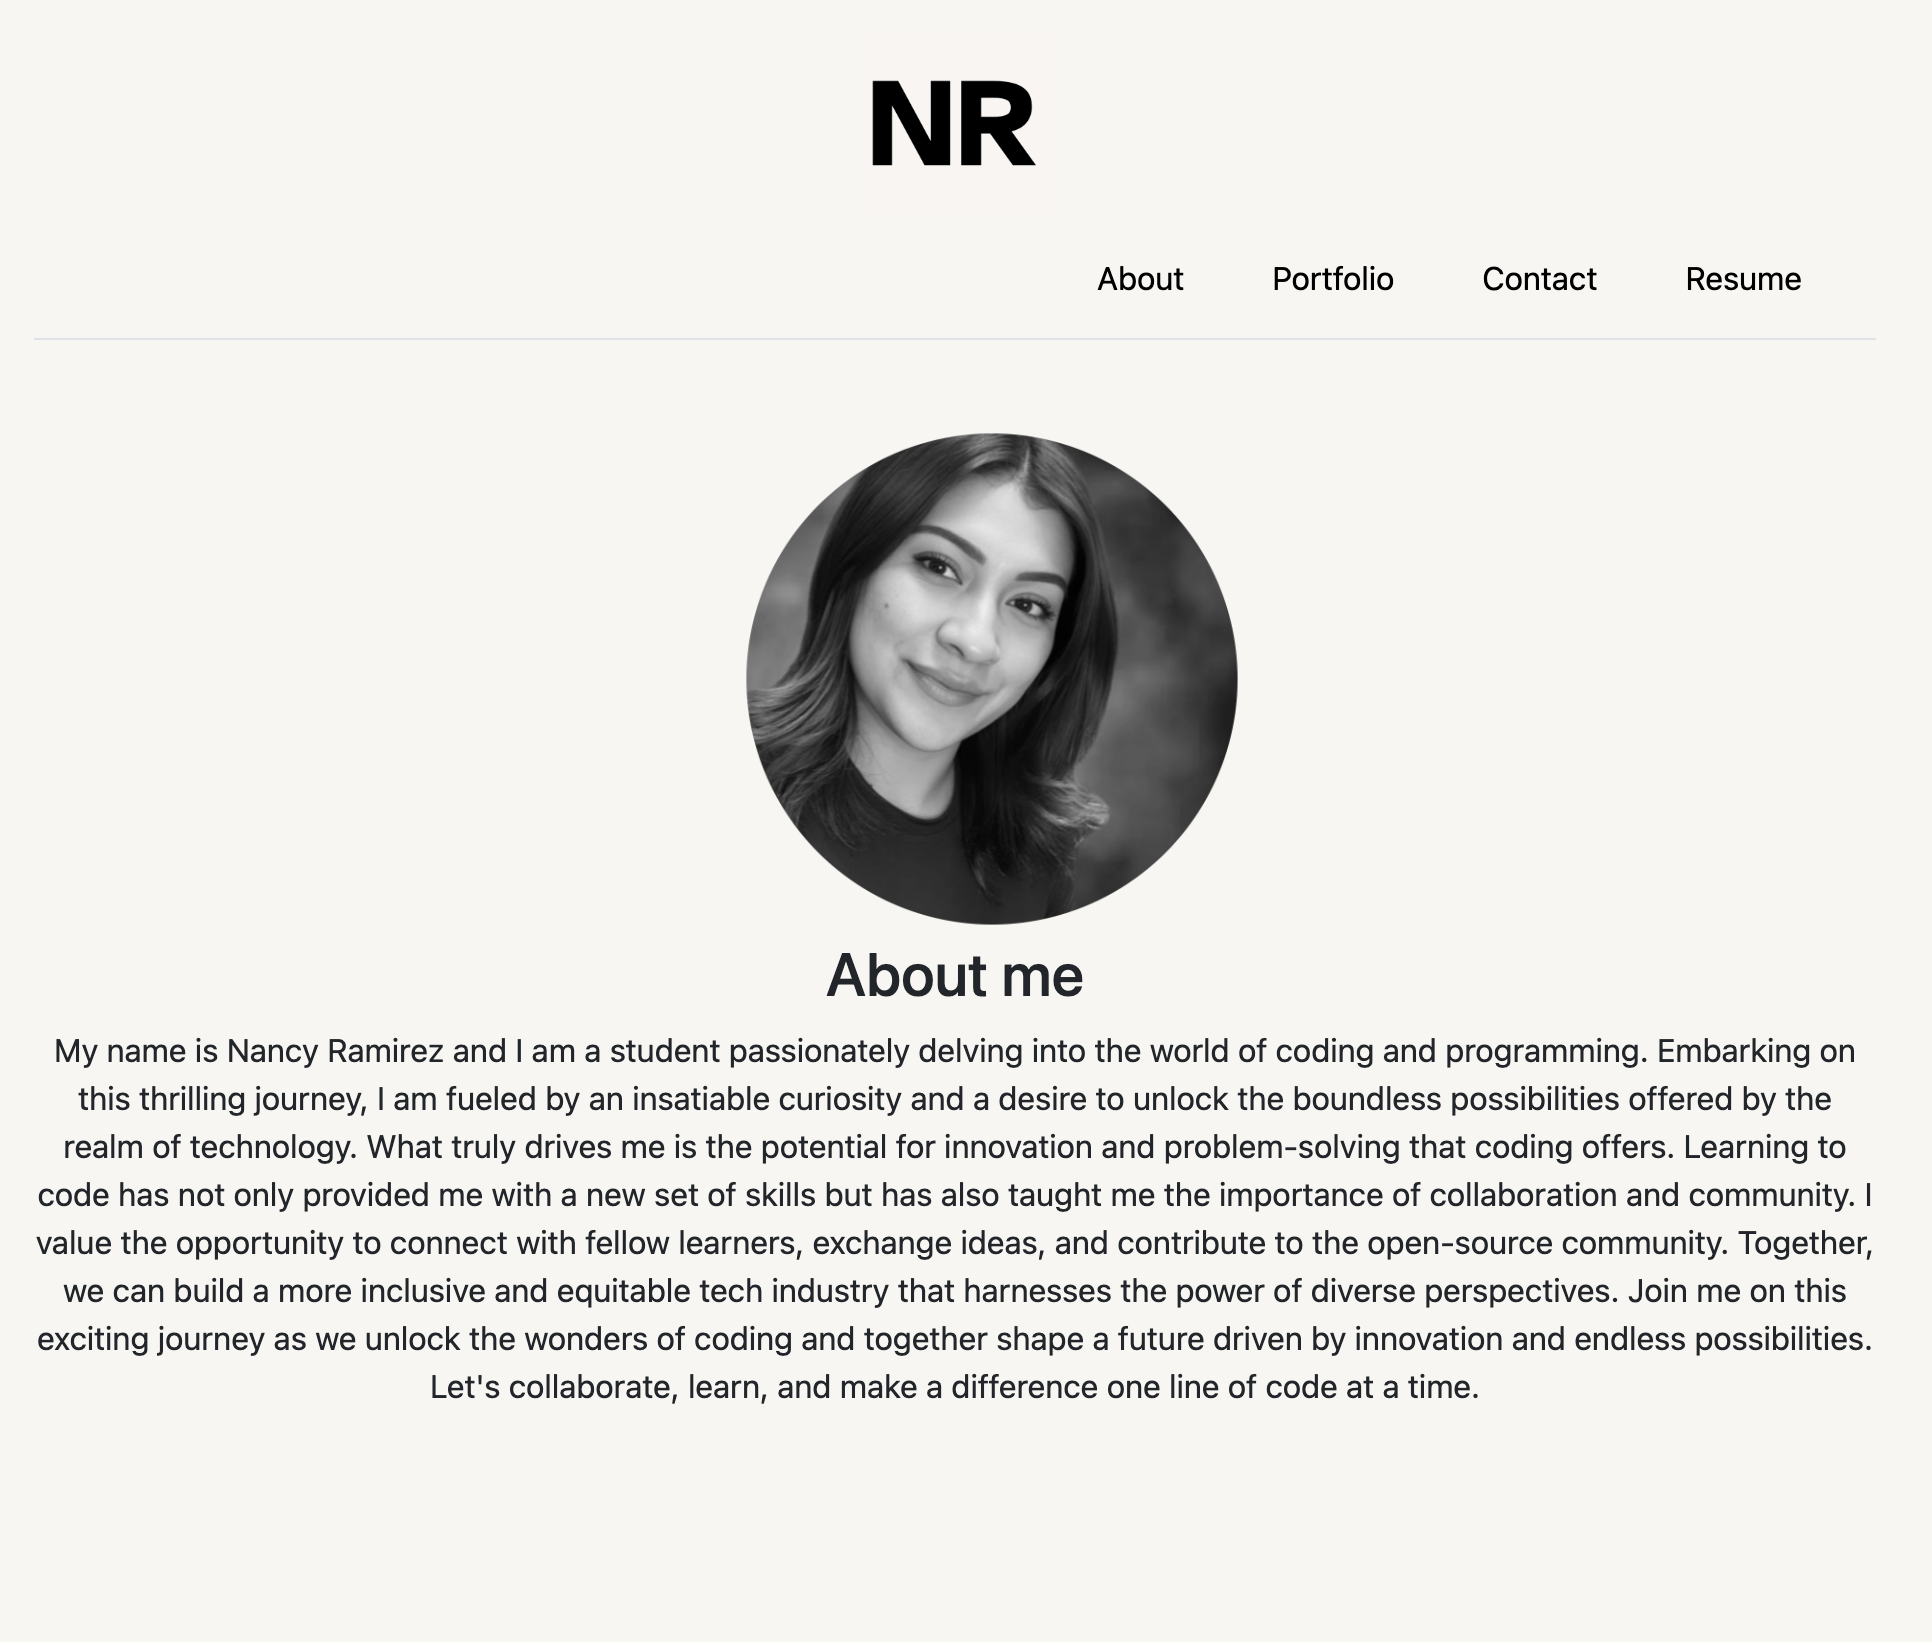 NR
About Portfolio Contact Resume
About me
My name is Nancy Ramirez and I am a student passionately delving into the world of coding and programming. Embarking on
this thrilling journey, I am fueled by an insatiable curiosity and a desire to unlock the boundless possibilities offered by the
realm of technology. What truly drives me is the potential for innovation and problem-solving that coding offers. Learning to
code has not only provided me with a new set of skills but has also taught me the importance of collaboration and community. I
value the opportunity to connect with fellow learners, exchange ideas, and contribute to the open-source community. Together,
we can build a more inclusive and equitable tech industry that harnesses the power of diverse perspectives. Join me on this
exciting journey as we unlock the wonders of coding and together shape a future driven by innovation and endless possibilities.
Let's collaborate, learn, and make a difference one line of code at a time.